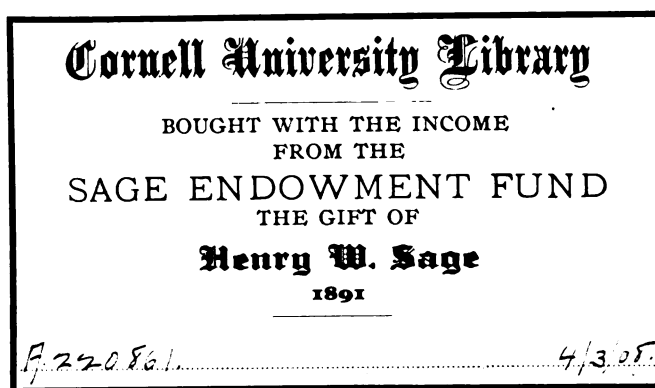 Cornell University Library
BOUGHT WITH THE INCOME
FROM THE
SAGE ENDOWMENT FUND
THE GIFT OF
Henry W. Sage
1891
A.220861. 4/3/08.